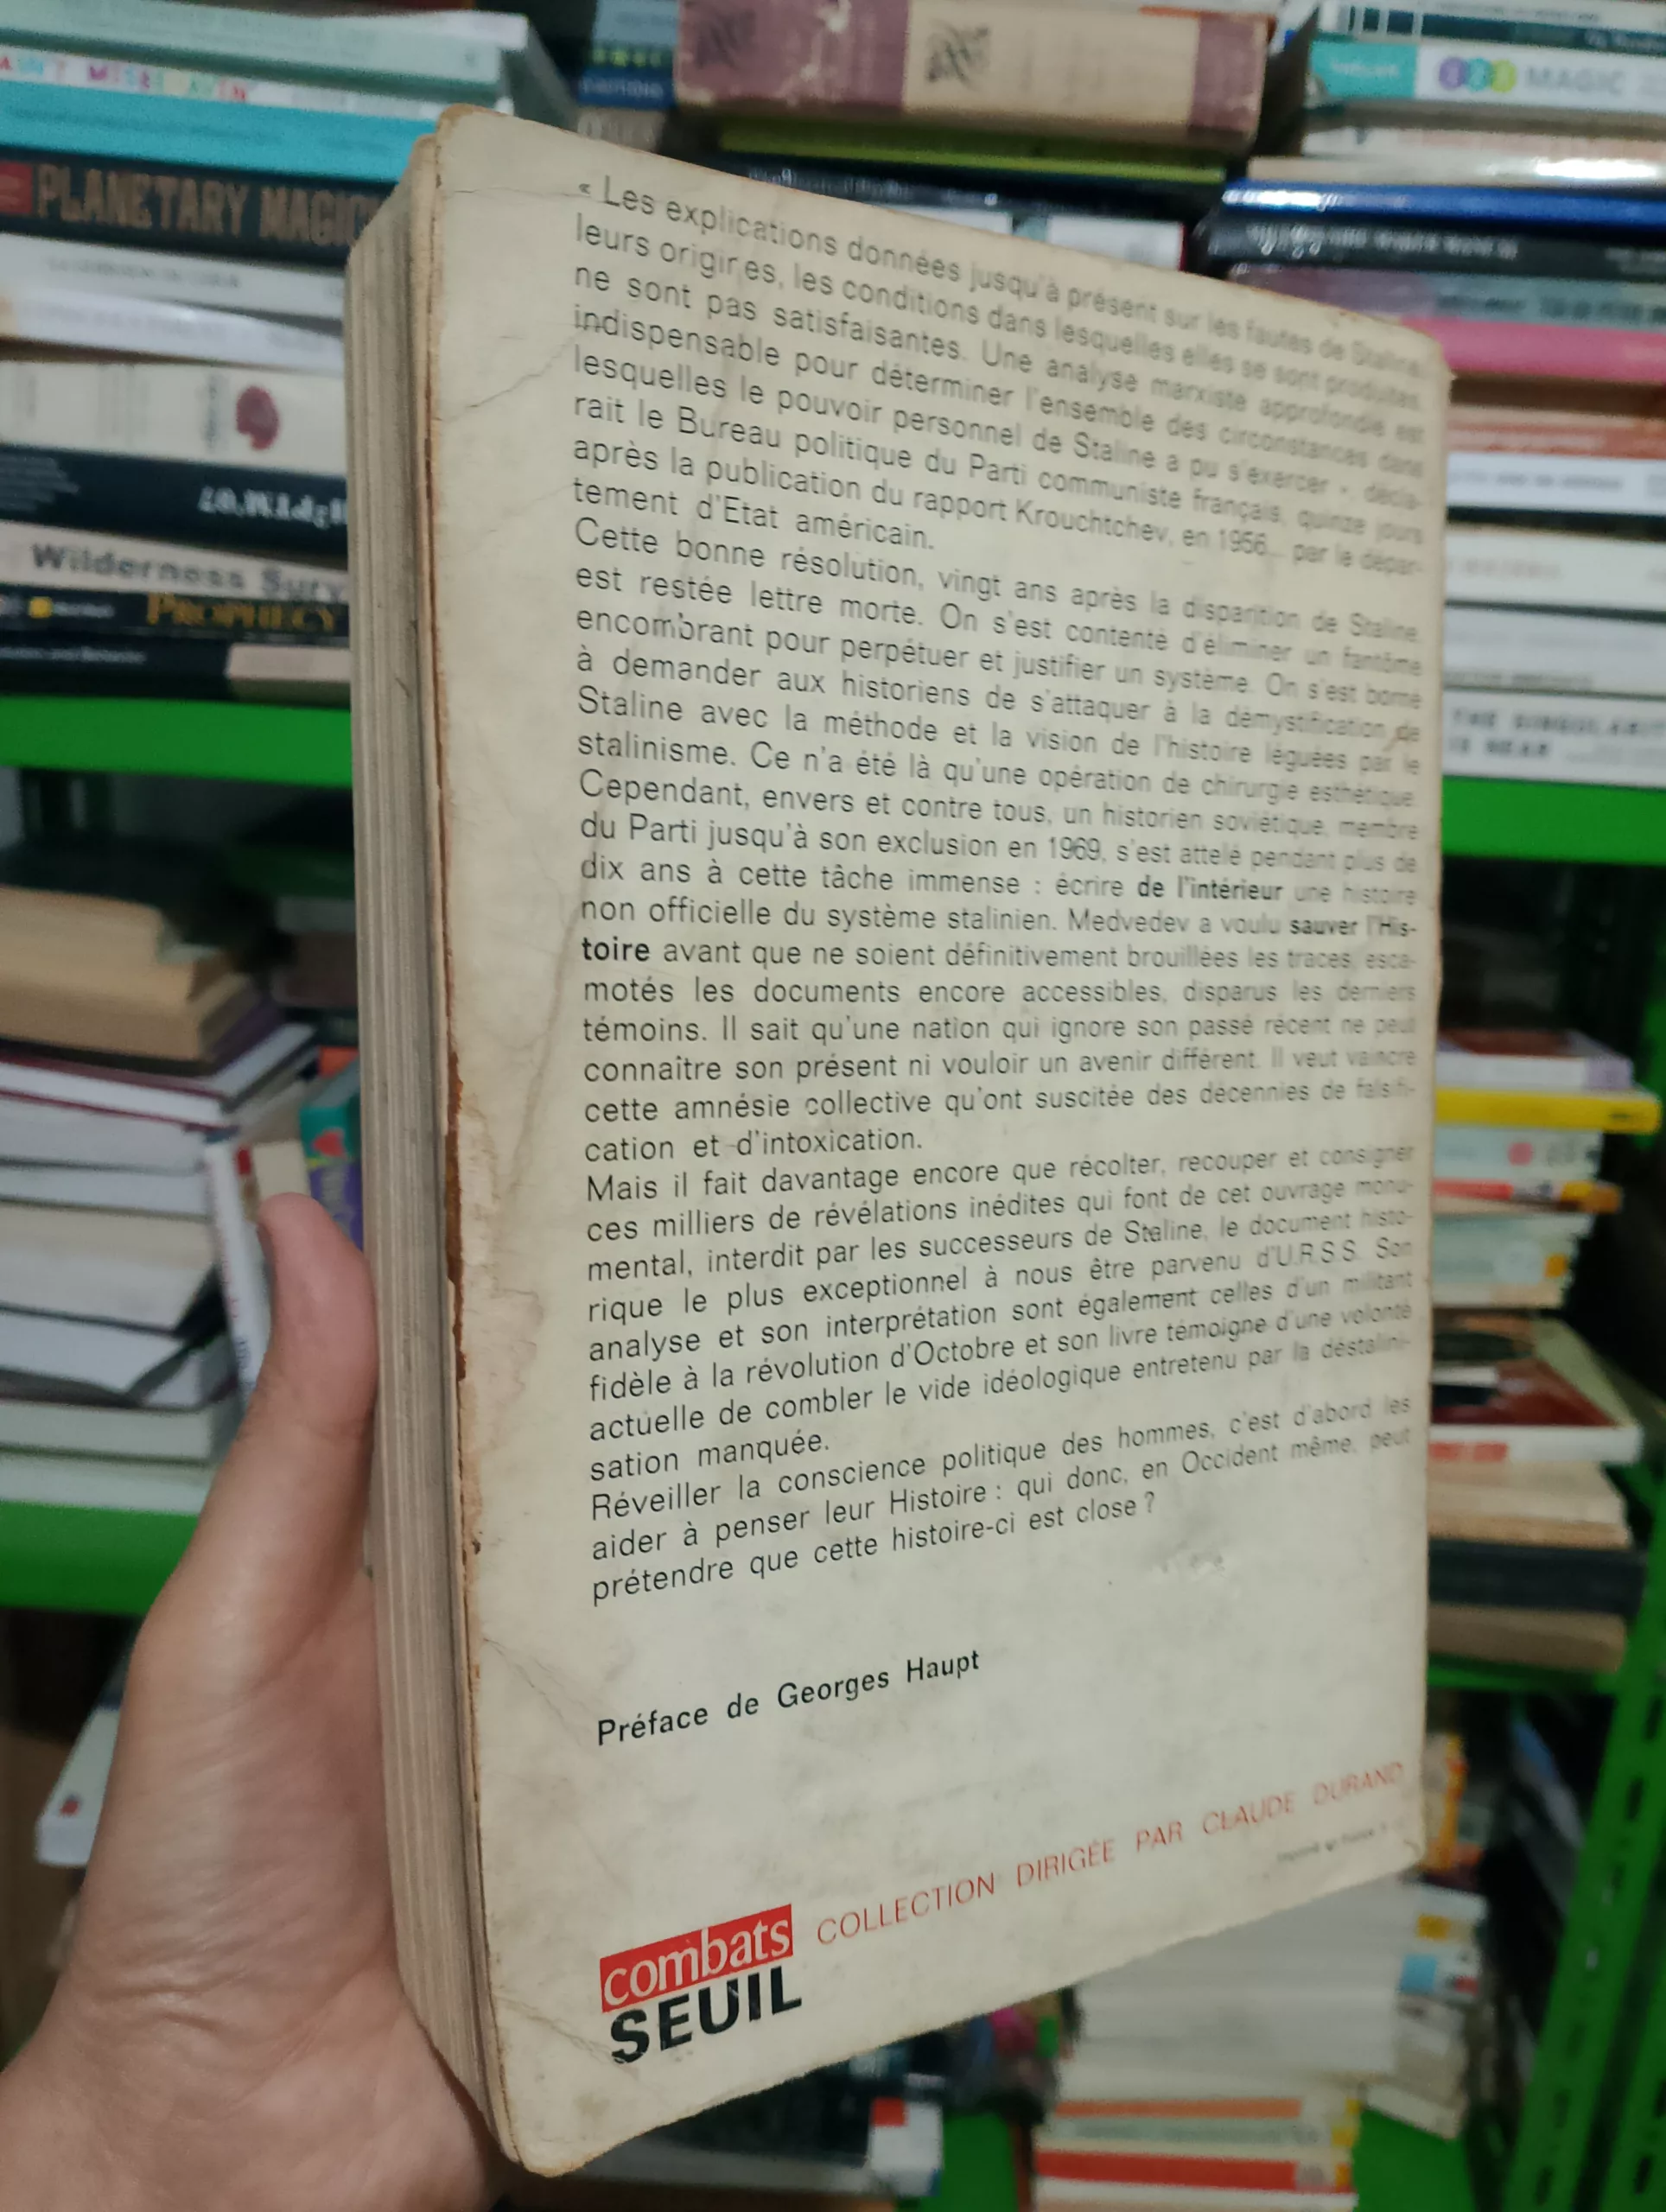 « Les explications données jusqu'à présent sur les fautes de Staline,
leurs origines, les conditions dans lesquelles elles se sont produites,
ne sont pas satisfaisantes. Une analyse marxiste approfondie est
indispensable pour déterminer l'ensemble des circonstances dans
lesquelles le pouvoir personnel de Staline a pu s'exercer », décla-
rait le Bureau politique du Parti communiste français, quinze jours
après la publication du rapport Krouchtchev, en 1956... par le dépar-
tement d'Etat américain.
Cette bonne résolution, vingt ans après la disparition de Staline,
est restée lettre morte. On s'est contenté d'éliminer un fantôme
encombrant pour perpétuer et justifier un système. On s'est borné
à demander aux historiens de s'attaquer à la démystification de
Staline avec la méthode et la vision de l'histoire léguées par le
stalinisme. Ce n'a été là qu'une opération de chirurgie esthétique.
Cependant, envers et contre tous, un historien soviétique, membre
du Parti jusqu'à son exclusion en 1969, s'est attelé pendant plus de
dix ans à cette tâche immense : écrire de l'intérieur une histoire
non officielle du système stalinien. Medvedev a voulu sauver l'His-
toire avant que ne soient définitivement brouillées les traces, esca-
motés les documents encore accessibles, disparus les derniers
témoins. Il sait qu'une nation qui ignore son passé récent ne peut
connaître son présent ni vouloir un avenir différent. Il veut vaincre
cette amnésie collective qu'ont suscitée des décennies de falsifi-
cation et d'intoxication.
Mais il fait davantage encore que récolter, recouper et consigner
ces milliers de révélations inédites qui font de cet ouvrage monu-
mental, interdit par les successeurs de Staline, le document histo-
rique le plus exceptionnel à nous être parvenu d'U.R.S.S. Son
analyse et son interprétation sont également celles d'un militant
fidèle à la révolution d'Octobre et son livre témoigne d'une volonté
actuelle de combler le vide idéologique entretenu par la déstalini-
sation manquée.
Réveiller la conscience politique des hommes, c'est d'abord les
aider à penser leur Histoire : qui donc, en Occident même, peut
prétendre que cette histoire-ci est close ?
Préface de Georges Haupt
combats
SEUIL
COLLECTION DIRIGÉE PAR CLAUDE DURAND
PLANETARY MAGIC
Wilderness Surv
PROPHECY
MAGIC
THE SINGULARIT
IS NEAR